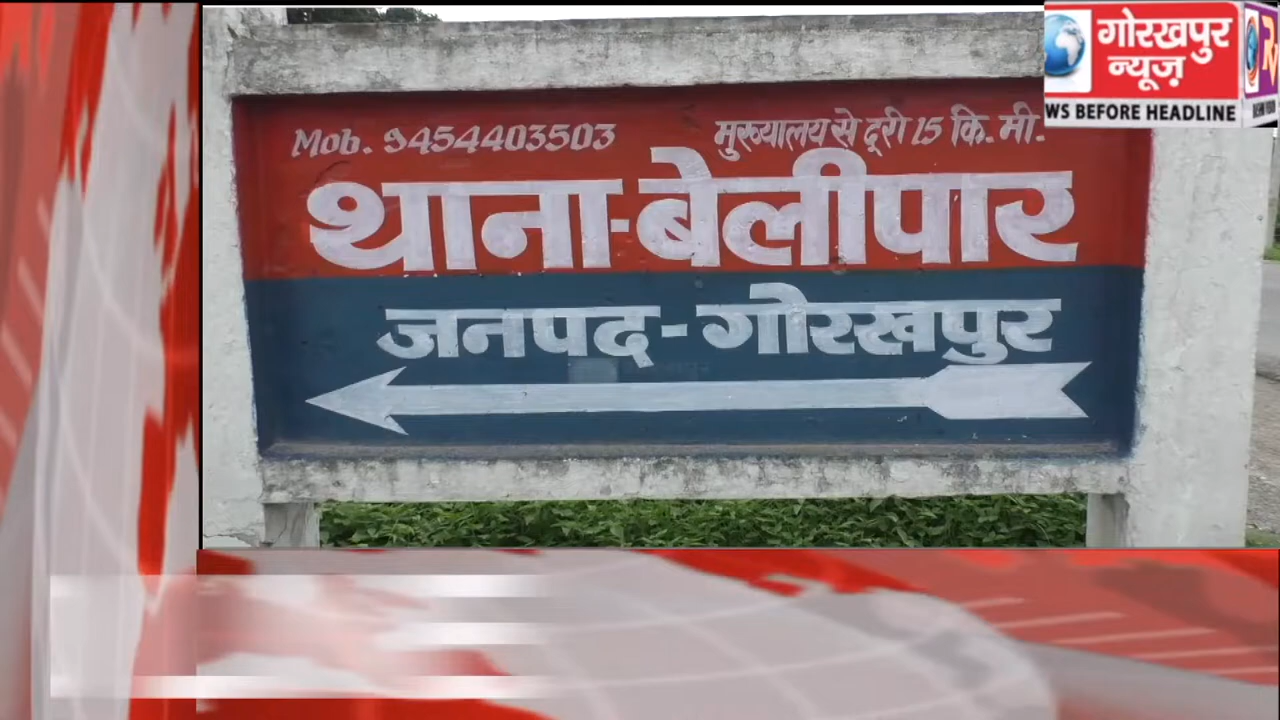 गोरखपुर
न्यूज़
WS BEFORE HEADLINE
Mob. 9454403503
मुख्यालय से दूरी 15 कि. मी.
थाना-बेलीपार
जनपद-गोरखपुर